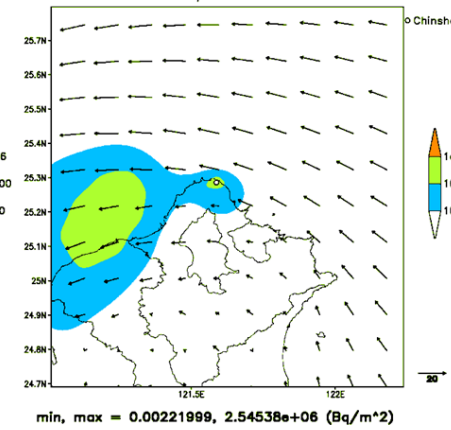 Chinsh
25.7N
25.6N
25.5N
25.4N
25.3N
25.2N
25.1N
25N
24.9N
24.8N
24.7N
121.5E
122E
20
min, max = 0.00221999, 2.54538e+06 (Bq/m^2)